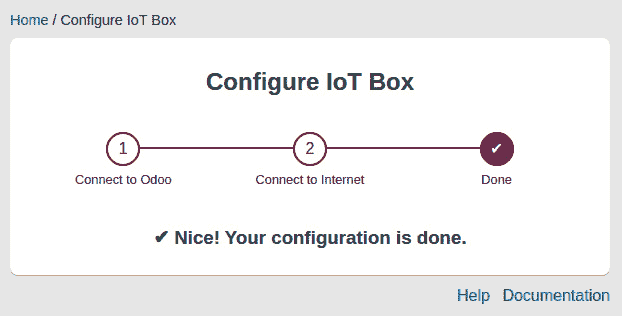 Home / Configure IoT Box
Configure IoT Box
1 2 ✔
Connect to Odoo Connect to Internet Done
✔ Nice! Your configuration is done.
Help Documentation